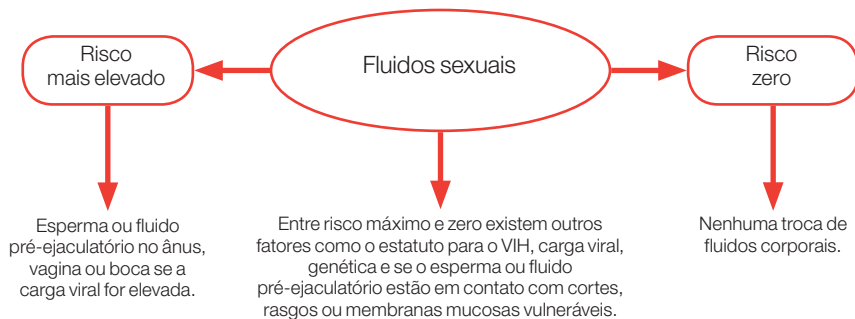 Risco
mais elevado
Fluidos sexuais
Risco
zero
Esperma ou fluido
pré-ejaculatório no ânus,
vagina ou boca se a
carga viral for elevada.
Entre risco máximo e zero existem outros
fatores como o estatuto para o VIH, carga viral,
genética e se o esperma ou fluido
pré-ejaculatório estão em contato com cortes,
rasgos ou membranas mucosas vulneráveis.
Nenhuma troca de
fluidos corporais.